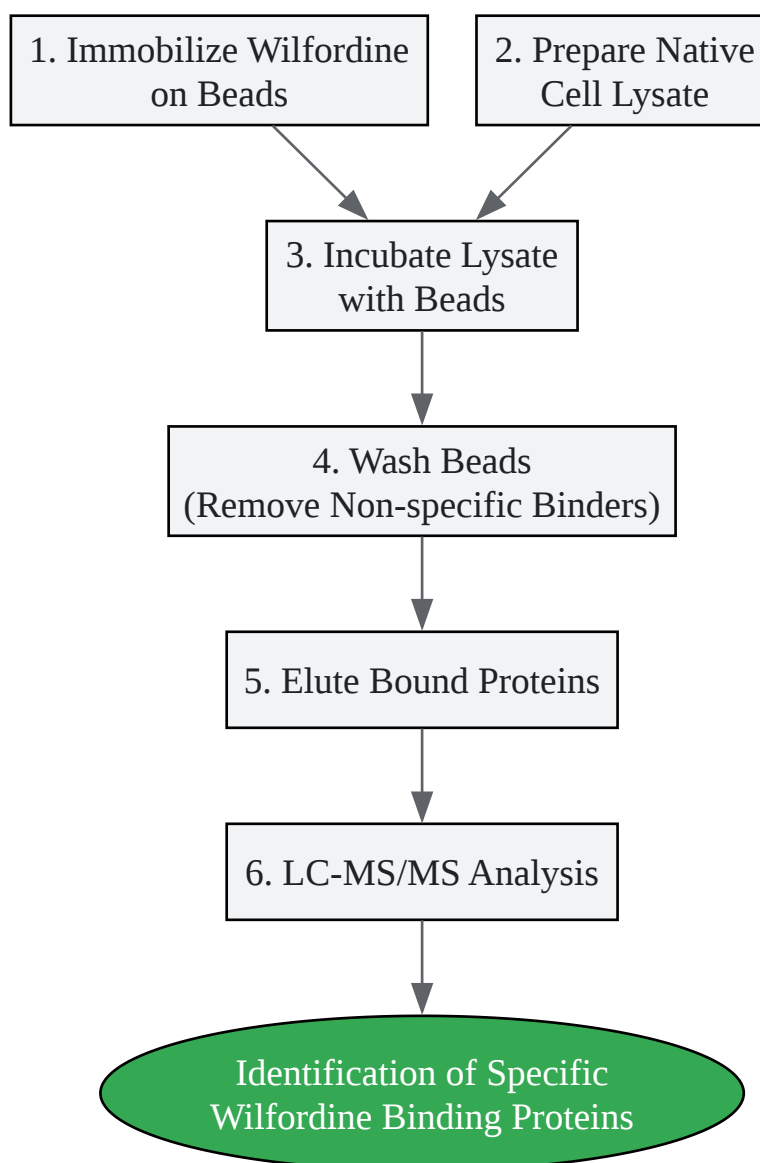 1. Immobilize Wilfordine
on Beads
2. Prepare Native
Cell Lysate
3. Incubate Lysate
with Beads
4. Wash Beads
(Remove Non-specific Binders)
5. Elute Bound Proteins
6. LC-MS/MS Analysis
Identification of Specific
Wilfordine Binding Proteins